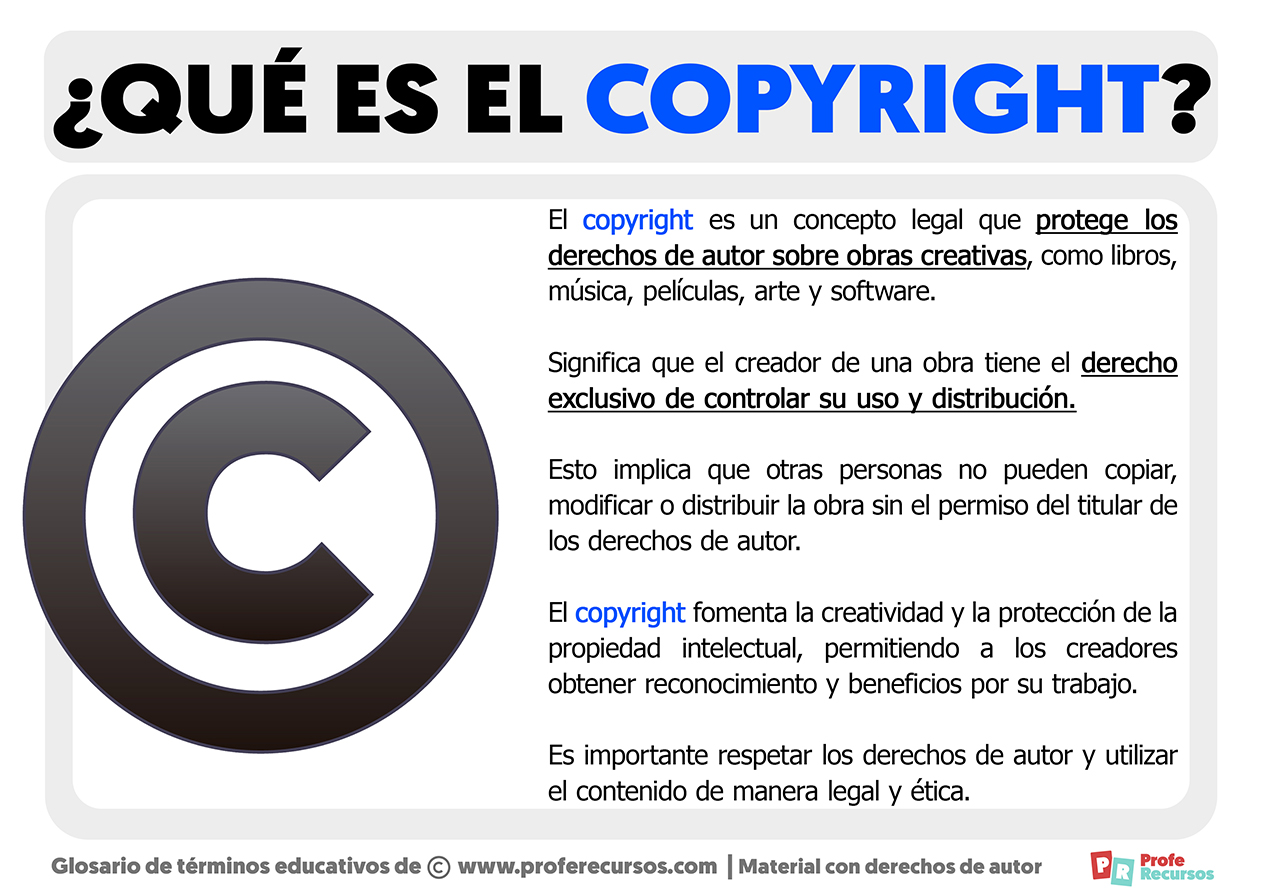 ¿QUÉ ES EL COPYRIGHT?
El copyright es un concepto legal que protege los
derechos de autor sobre obras creativas, como libros,
música, películas, arte y software.
Significa que el creador de una obra tiene el derecho
exclusivo de controlar su uso y distribución.
Esto implica que otras personas no pueden copiar,
modificar o distribuir la obra sin el permiso del titular de
los derechos de autor.
El copyright fomenta la creatividad y la protección de la
propiedad intelectual, permitiendo a los creadores
obtener reconocimiento y beneficios por su trabajo.
Es importante respetar los derechos de autor y utilizar
el contenido de manera legal y ética.
©
Glosario de términos educativos de © www.proferecursos.com | Material con derechos de autor
PR Profe
Recursos